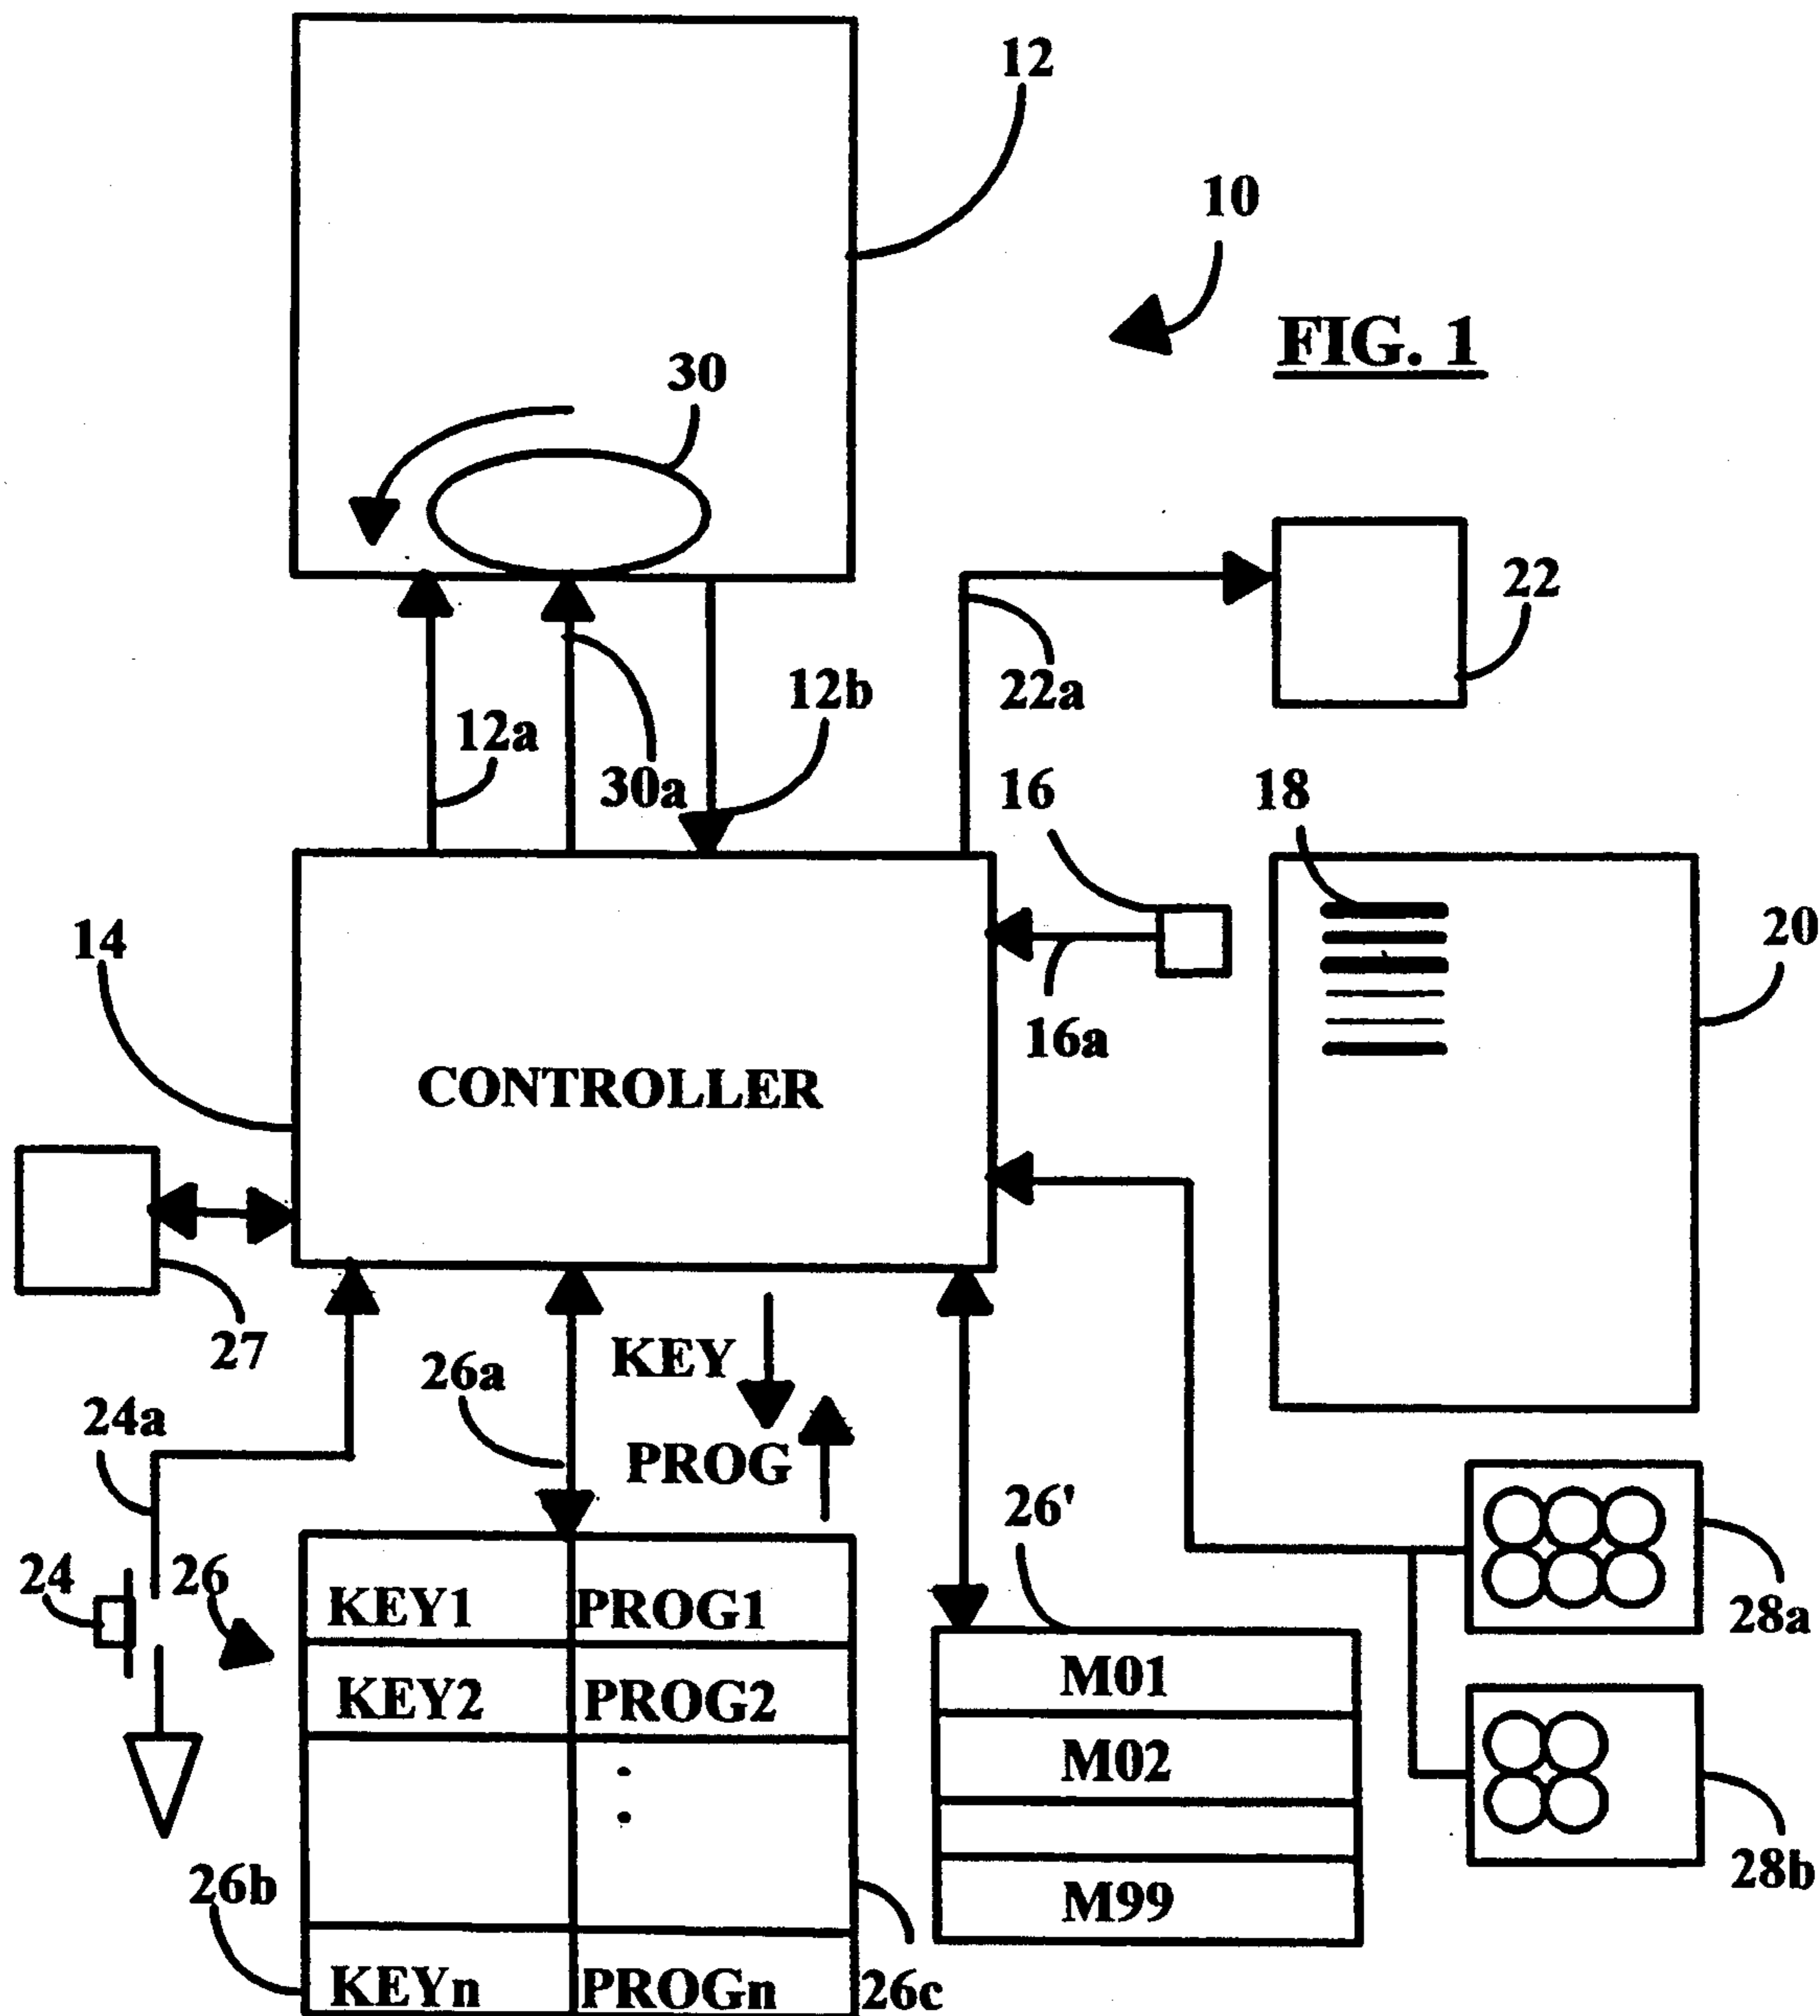 12
10
FIG. 1
30
22
12b
22a
12a
30a
16
18
14
20
16a
CONTROLLER
27
KEY
26a
24a
PROG
26'
24
26
KEY1 PROG1
28a
KEY2 PROG2
M01
M02
28b
26b
M99
KEYn PROGn
26c